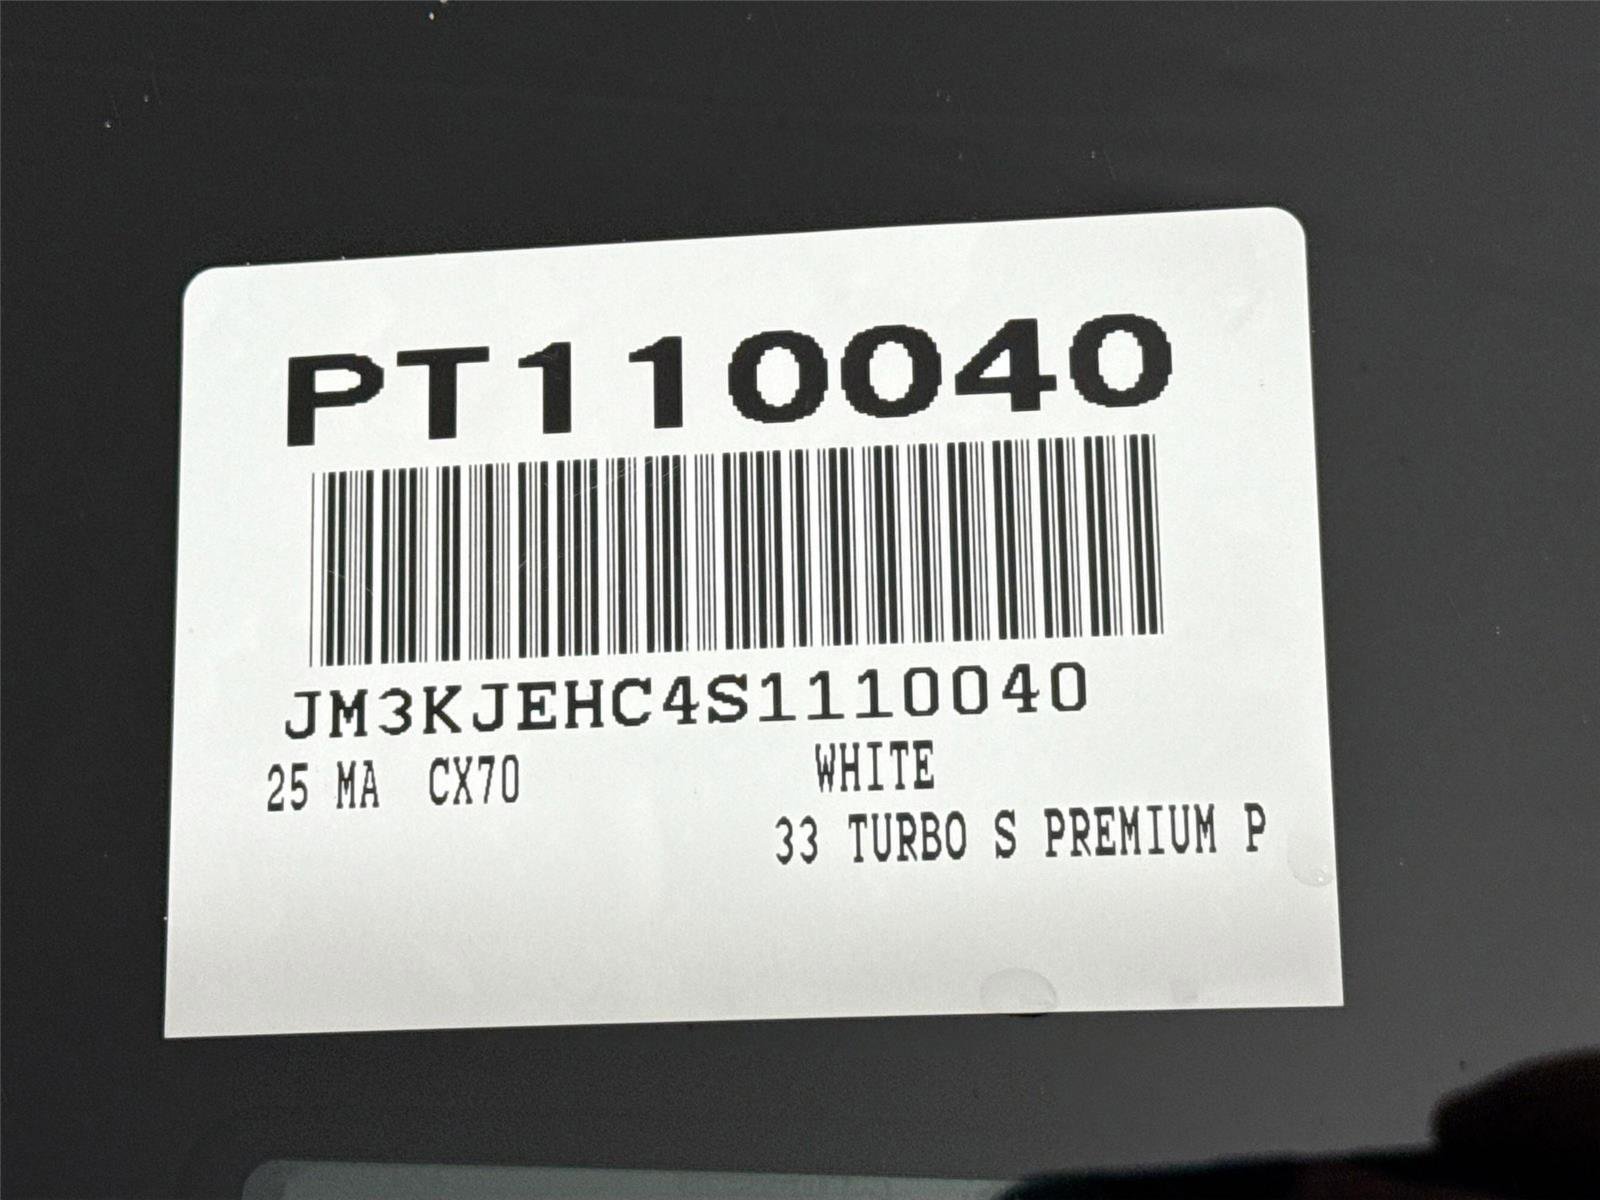 PT110040
JM3KJEHC4S1110040
25 MA CX70 WHITE
33 TURBO S PREMIUM P